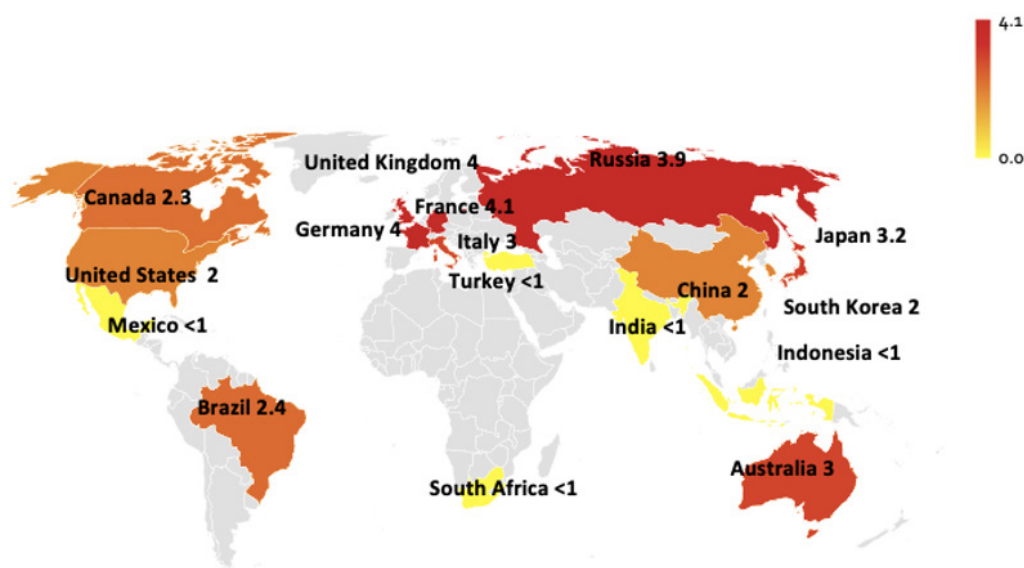 4.1
0.0
United Kingdom 4
Russia 3.9
Canada 2.3
France 4.1
Germany 4
Italy 3
Japan 3.2
United States 2
Turkey <1
China 2
South Korea 2
Mexico <1
India <1
Indonesia <1
Brazil 2.4
Australia 3
South Africa <1